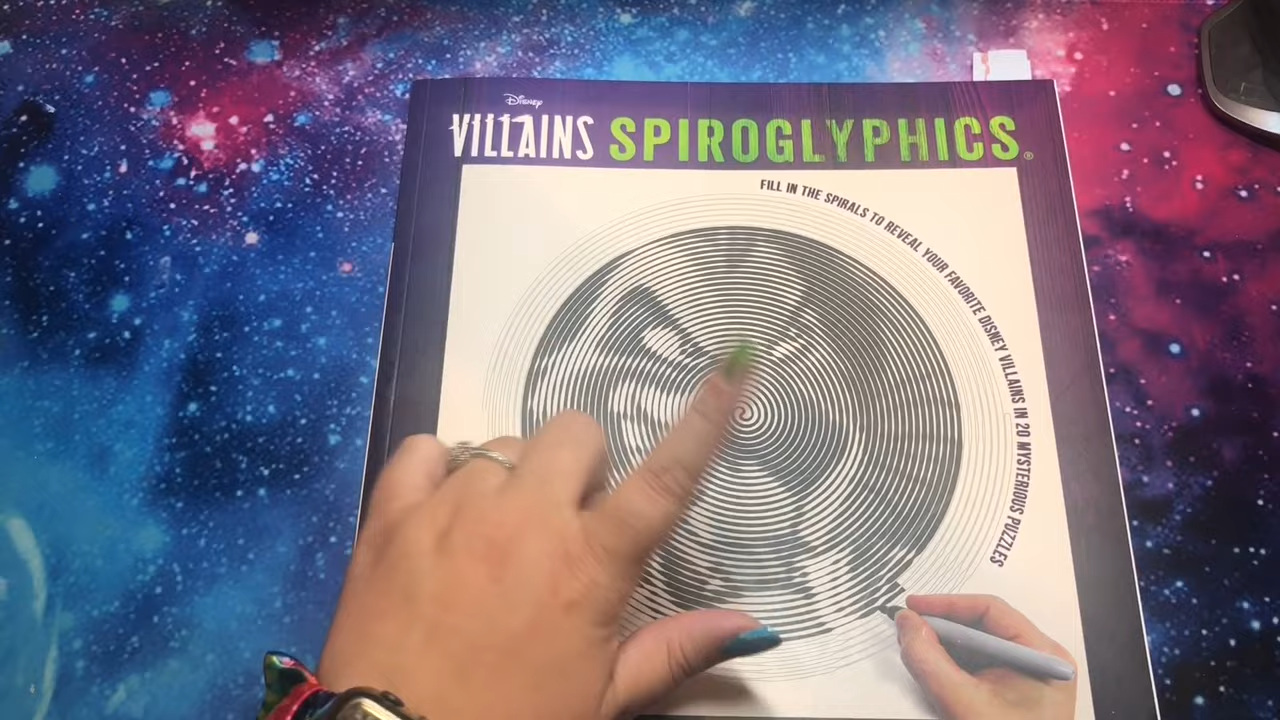 Disney
VILLAINS SPIROGLYPHICS®
FILL IN THE SPIRALS TO REVEAL YOUR FAVORITE DISNEY VILLAINS IN 20 MYSTERIOUS PUZZLES